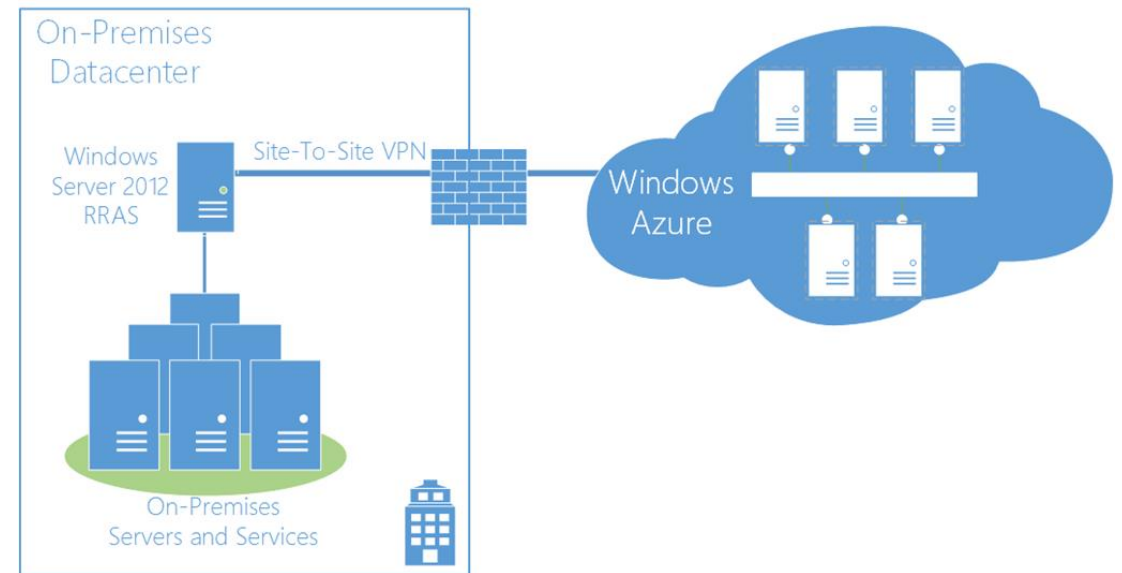 On-Premises
Datacenter
Windows
Server 2012
RRAS
Site-To-Site VPN
Windows
Azure
On-Premises
Servers and Services